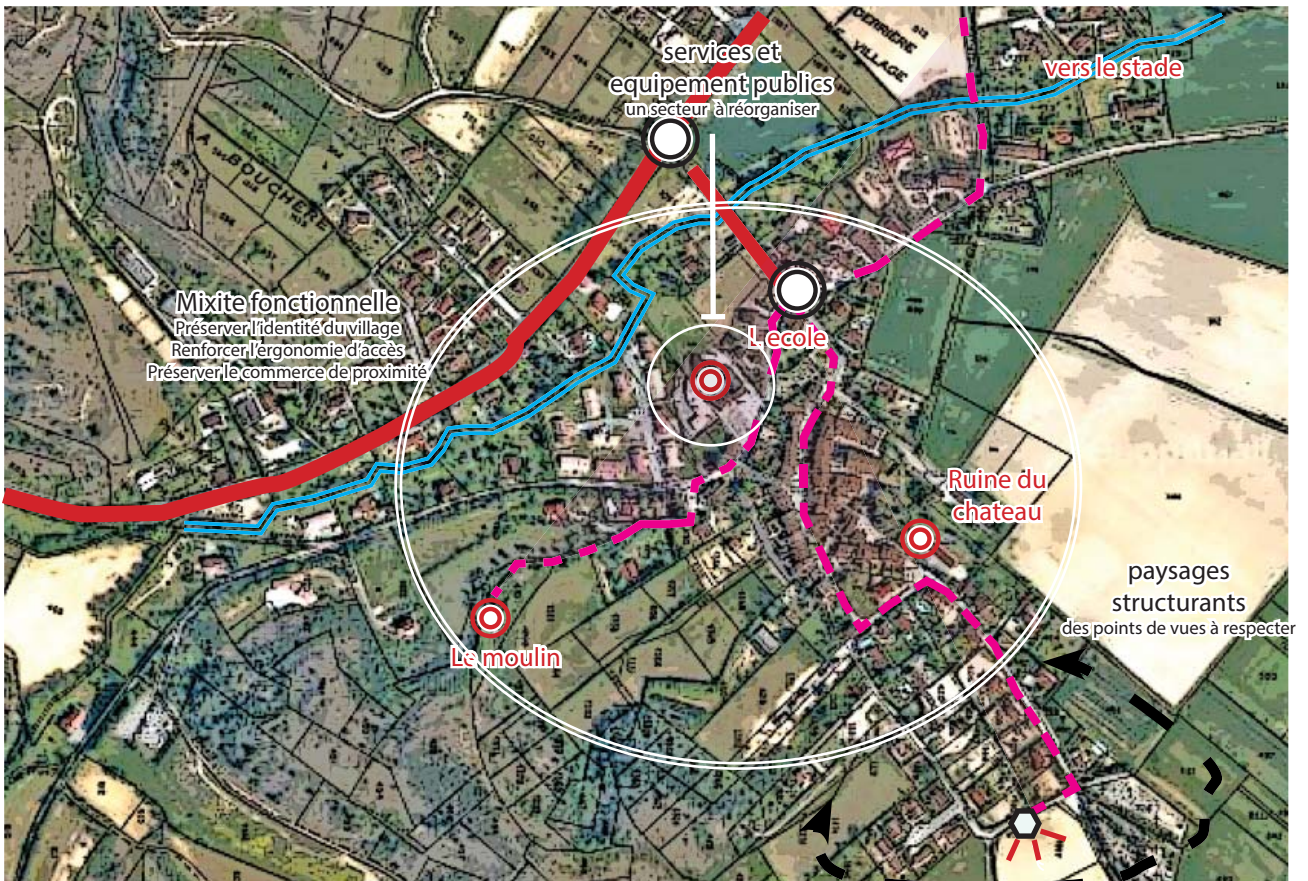 DERRIÈRE
VILLAGE
services et
equipement publics
un secteur à réorganiser
vers le stade
BOUCHERE
Mixite fonctionnelle
Préserver l'identité du village
Renforcer l'ergonomie d'accès
Préserver le commerce de proximité
L ecole
Ruine du
chateau
paysages
structurants
des points de vues à respecter
Le moulin